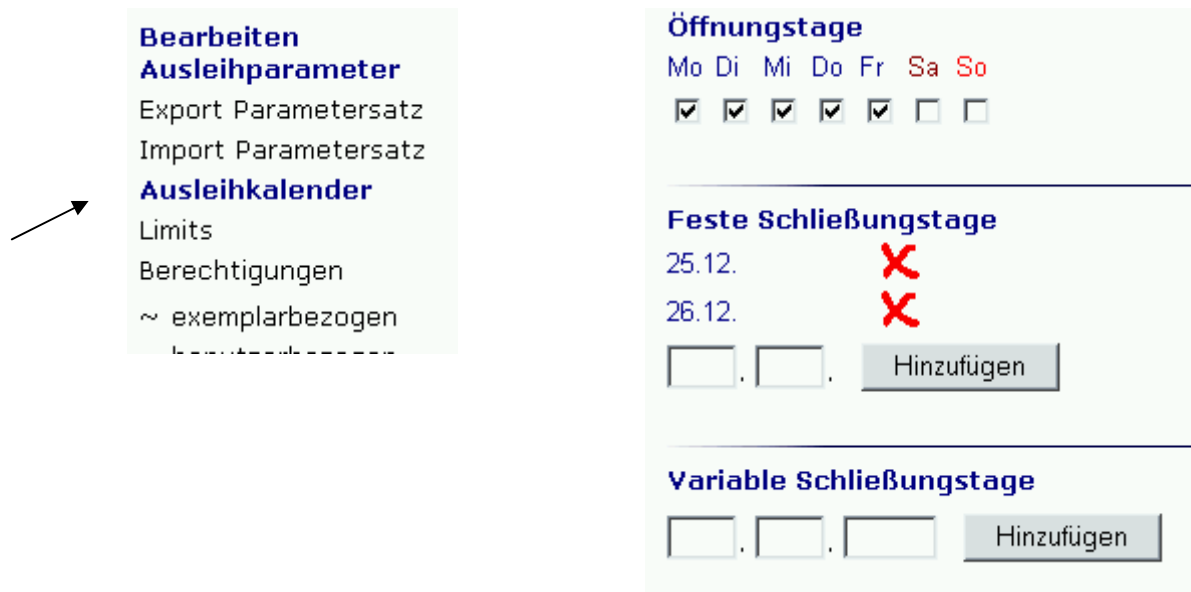 Bearbeiten
Ausleihparameter
Export Parametersatz
Import Parametersatz
Ausleihkalender
Limits
Berechtigungen
~ exemplarbezogen
Öffnungstage
Mo Di Mi Do Fr Sa So
Feste Schließungstage
25.12.
26.12.
. . Hinzufügen
Variable Schließungstage
. . Hinzufügen